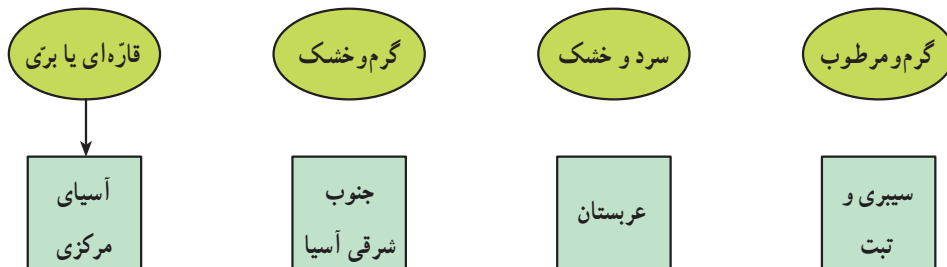 گرم‌ومرطوب
سرد و خشک
گرم‌وخشک
قارّه‌ای یا برّی
سیبری و
تبت
عربستان
جنوب
شرقی آسیا
آسیای
مرکزی